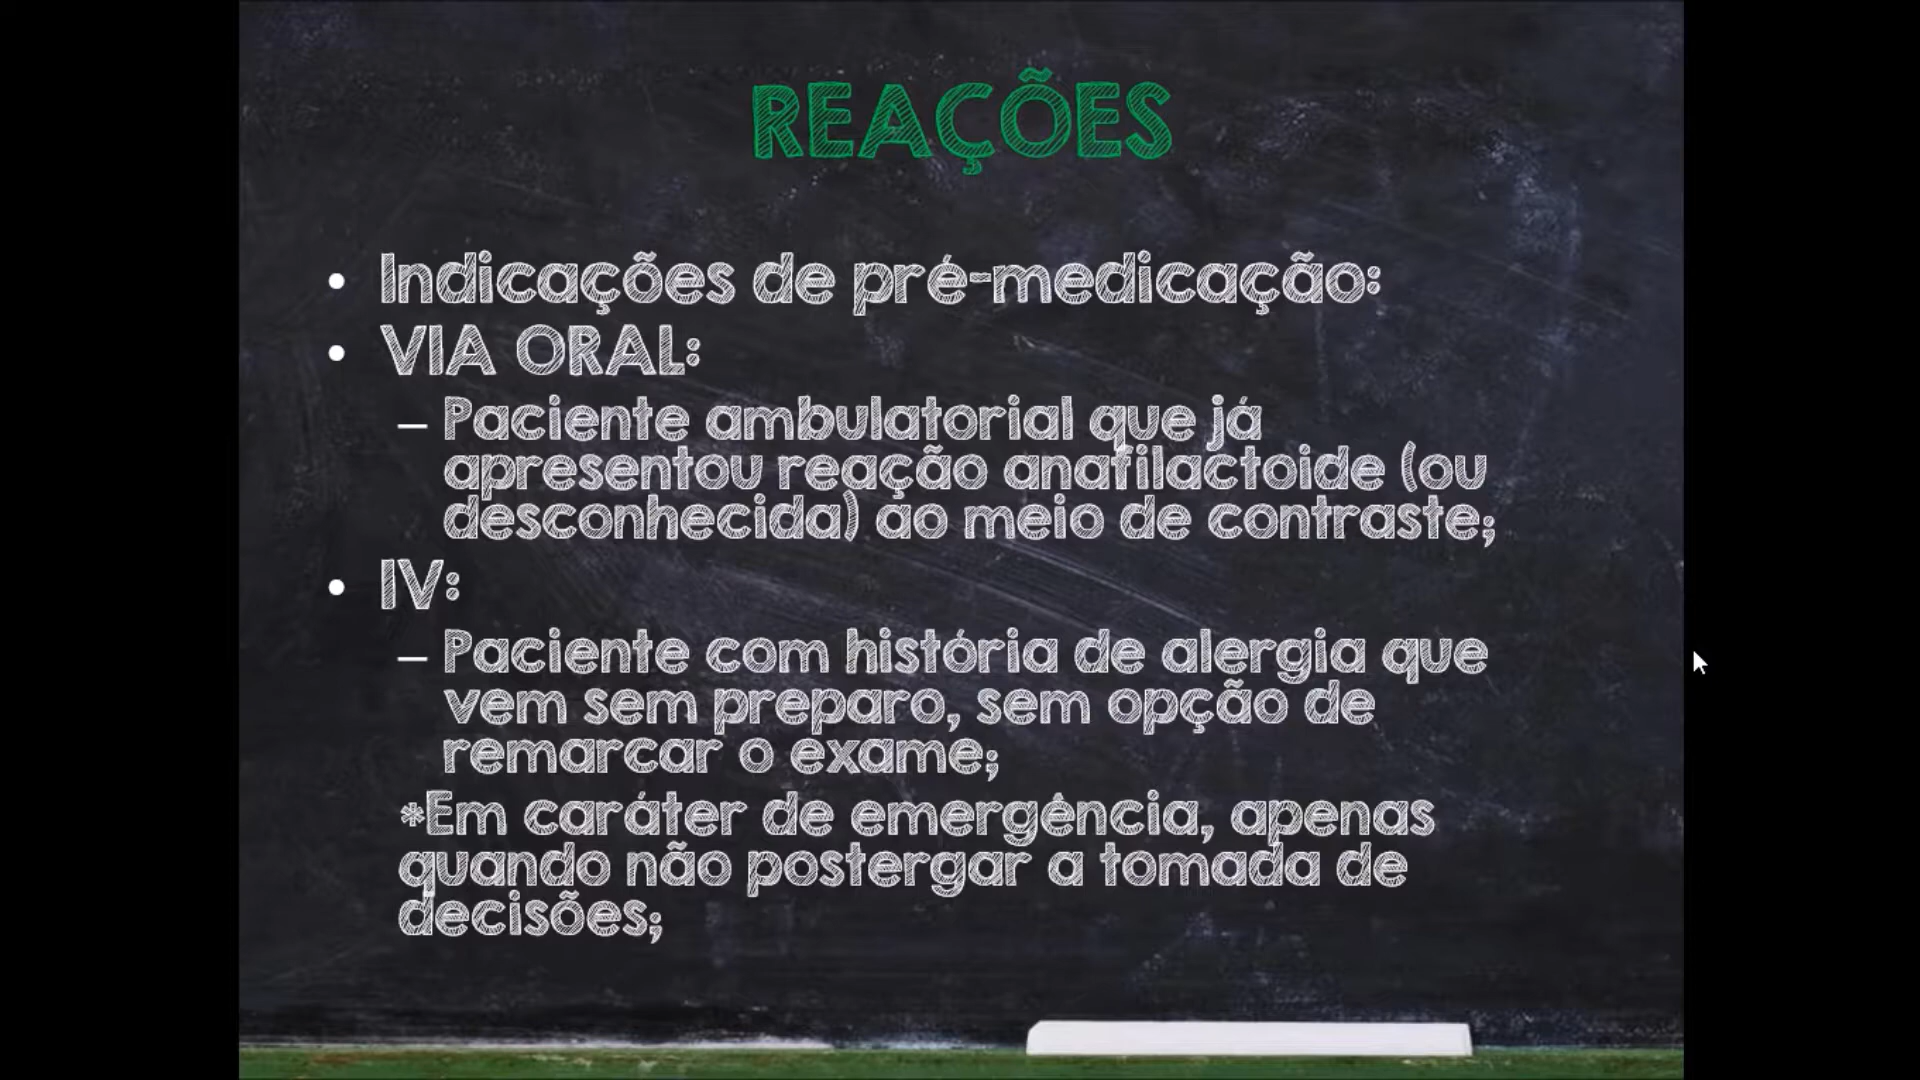 REAÇÕES
• Indicações de pré-medicação:
• VIA ORAL:
– Paciente ambulatorial que já
apresentou reação anafilactoide (ou
desconhecida) ao meio de contraste;
• IV:
– Paciente com história de alergia que
vem sem preparo, sem opção de
remarcar o exame;
*Em caráter de emergência, apenas
quando não postergar a tomada de
decisões;